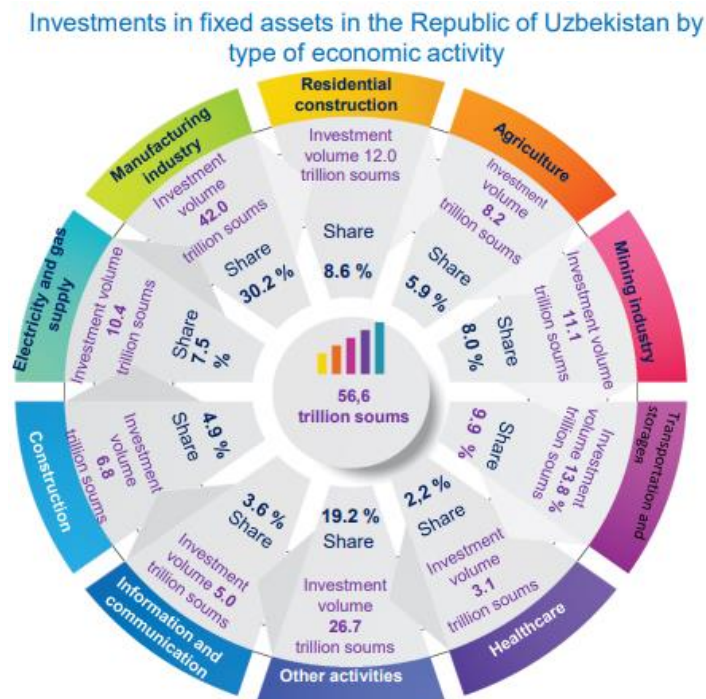 Investments in fixed assets in the Republic of Uzbekistan by
type of economic activity
Residential
construction
Investment
volume 12.0
trillion soums
Share
8.6 %
Agriculture
Investment
volume
8.2
trillion soums
Share
5.9 %
Mining industry
Investment volume
11.1
trillion soums
Share
8.0 %
Transportation and
storages
Investment
volume 13.8 %
trillion soums
Share
9.9 %
Healthcare
Investment
volume
3.1
trillion soums
Share
2.2 %
Other activities
Investment
volume
26.7
trillion soums
Share
19.2 %
Information and
communication
Investment
volume 5.0
trillion soums
Share
3.6 %
Construction
Investment
volume
6.8
trillion soums
Share
4.9 %
Electricity and gas
supply
Investment volume
10.4
trillion soums
Share
7.5
%
Manufacturing
industry
Investment
volume
42.0
trillion soums
Share
30.2 %
56,6
trillion soums